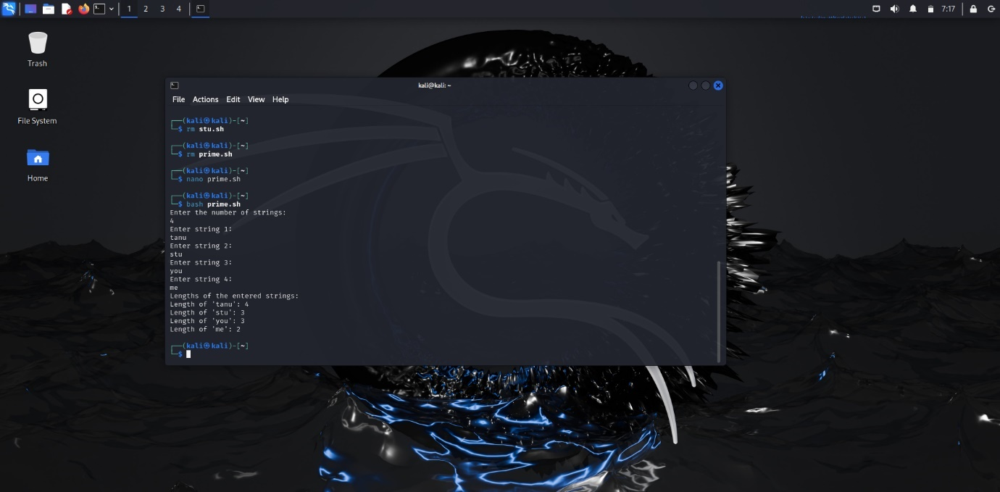 1 2 3 4
7:17
Trash
File System
Home
kali@kali: ~
File Actions Edit View Help
┌──(kali㉿kali)-[~]
└─$ rm stu.sh
┌──(kali㉿kali)-[~]
└─$ rm prime.sh
┌──(kali㉿kali)-[~]
└─$ nano prime.sh
┌──(kali㉿kali)-[~]
└─$ bash prime.sh
Enter the number of strings:
4
Enter string 1:
tanu
Enter string 2:
stu
Enter string 3:
you
Enter string 4:
me
Lengths of the entered strings:
Length of 'tanu': 4
Length of 'stu': 3
Length of 'you': 3
Length of 'me': 2
┌──(kali㉿kali)-[~]
└─$